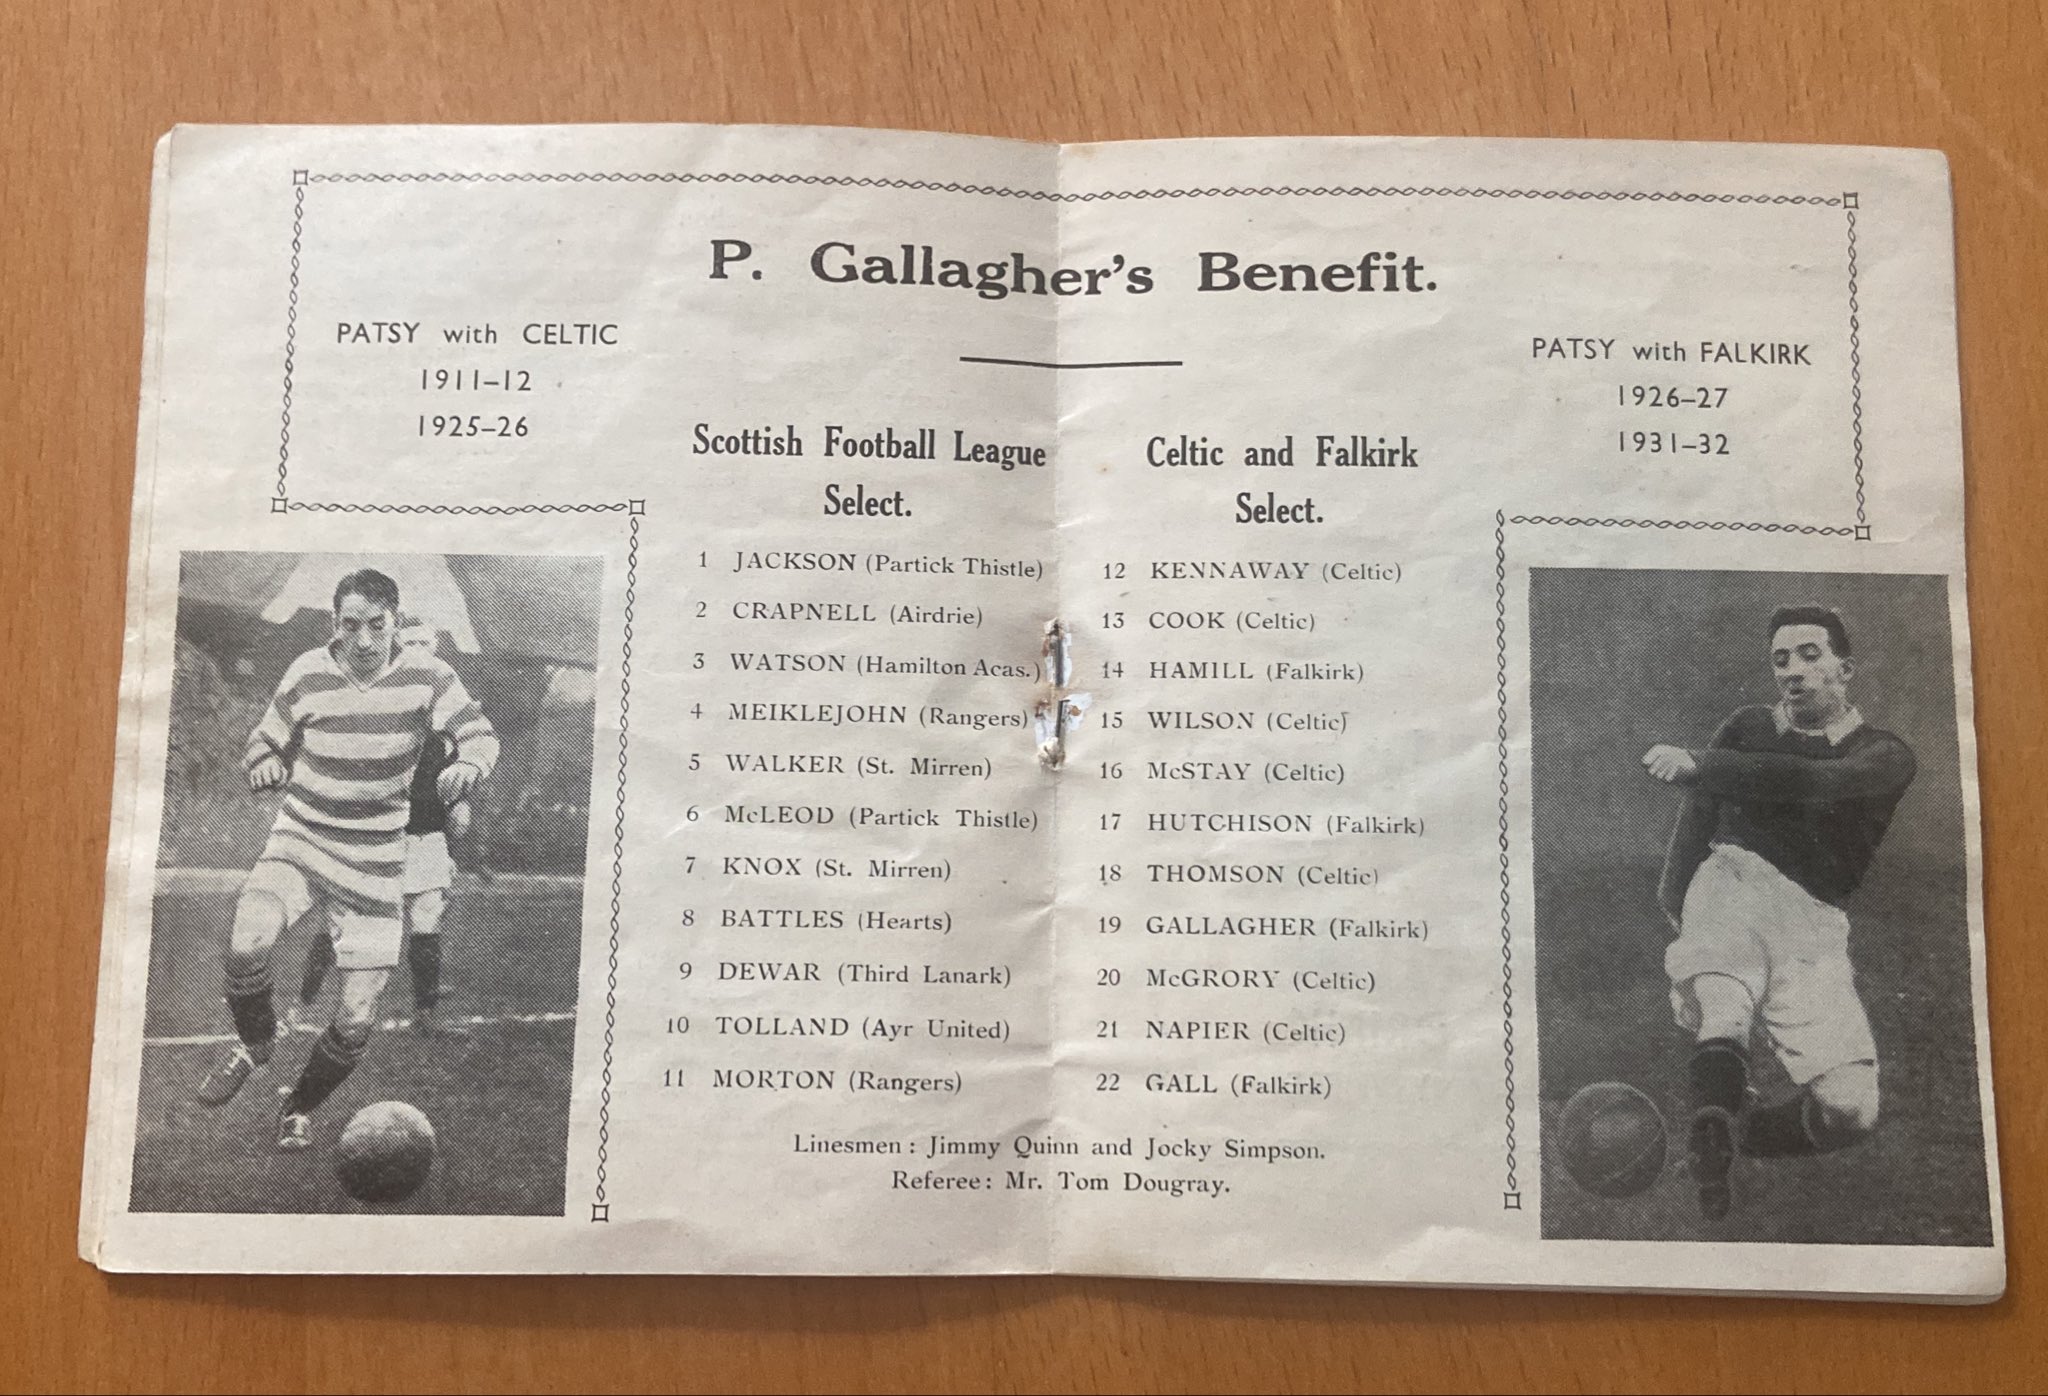 P. Gallagher's Benefit.
PATSY with CELTIC
1911–12
1925–26
PATSY with FALKIRK
1926–27
1931–32
Scottish Football League
Select.
1 JACKSON (Partick Thistle)
2 CRAPNELL (Airdrie)
3 WATSON (Hamilton Acas.)
4 MEIKLEJOHN (Rangers)
5 WALKER (St. Mirren)
6 McLEOD (Partick Thistle)
7 KNOX (St. Mirren)
8 BATTLES (Hearts)
9 DEWAR (Third Lanark)
10 TOLLAND (Ayr United)
11 MORTON (Rangers)
Celtic and Falkirk
Select.
12 KENNAWAY (Celtic)
13 COOK (Celtic)
14 HAMILL (Falkirk)
15 WILSON (Celtic)
16 McSTAY (Celtic)
17 HUTCHISON (Falkirk)
18 THOMSON (Celtic)
19 GALLAGHER (Falkirk)
20 McGRORY (Celtic)
21 NAPIER (Celtic)
22 GALL (Falkirk)
Linesmen : Jimmy Quinn and Jocky Simpson.
Referee : Mr. Tom Dougray.